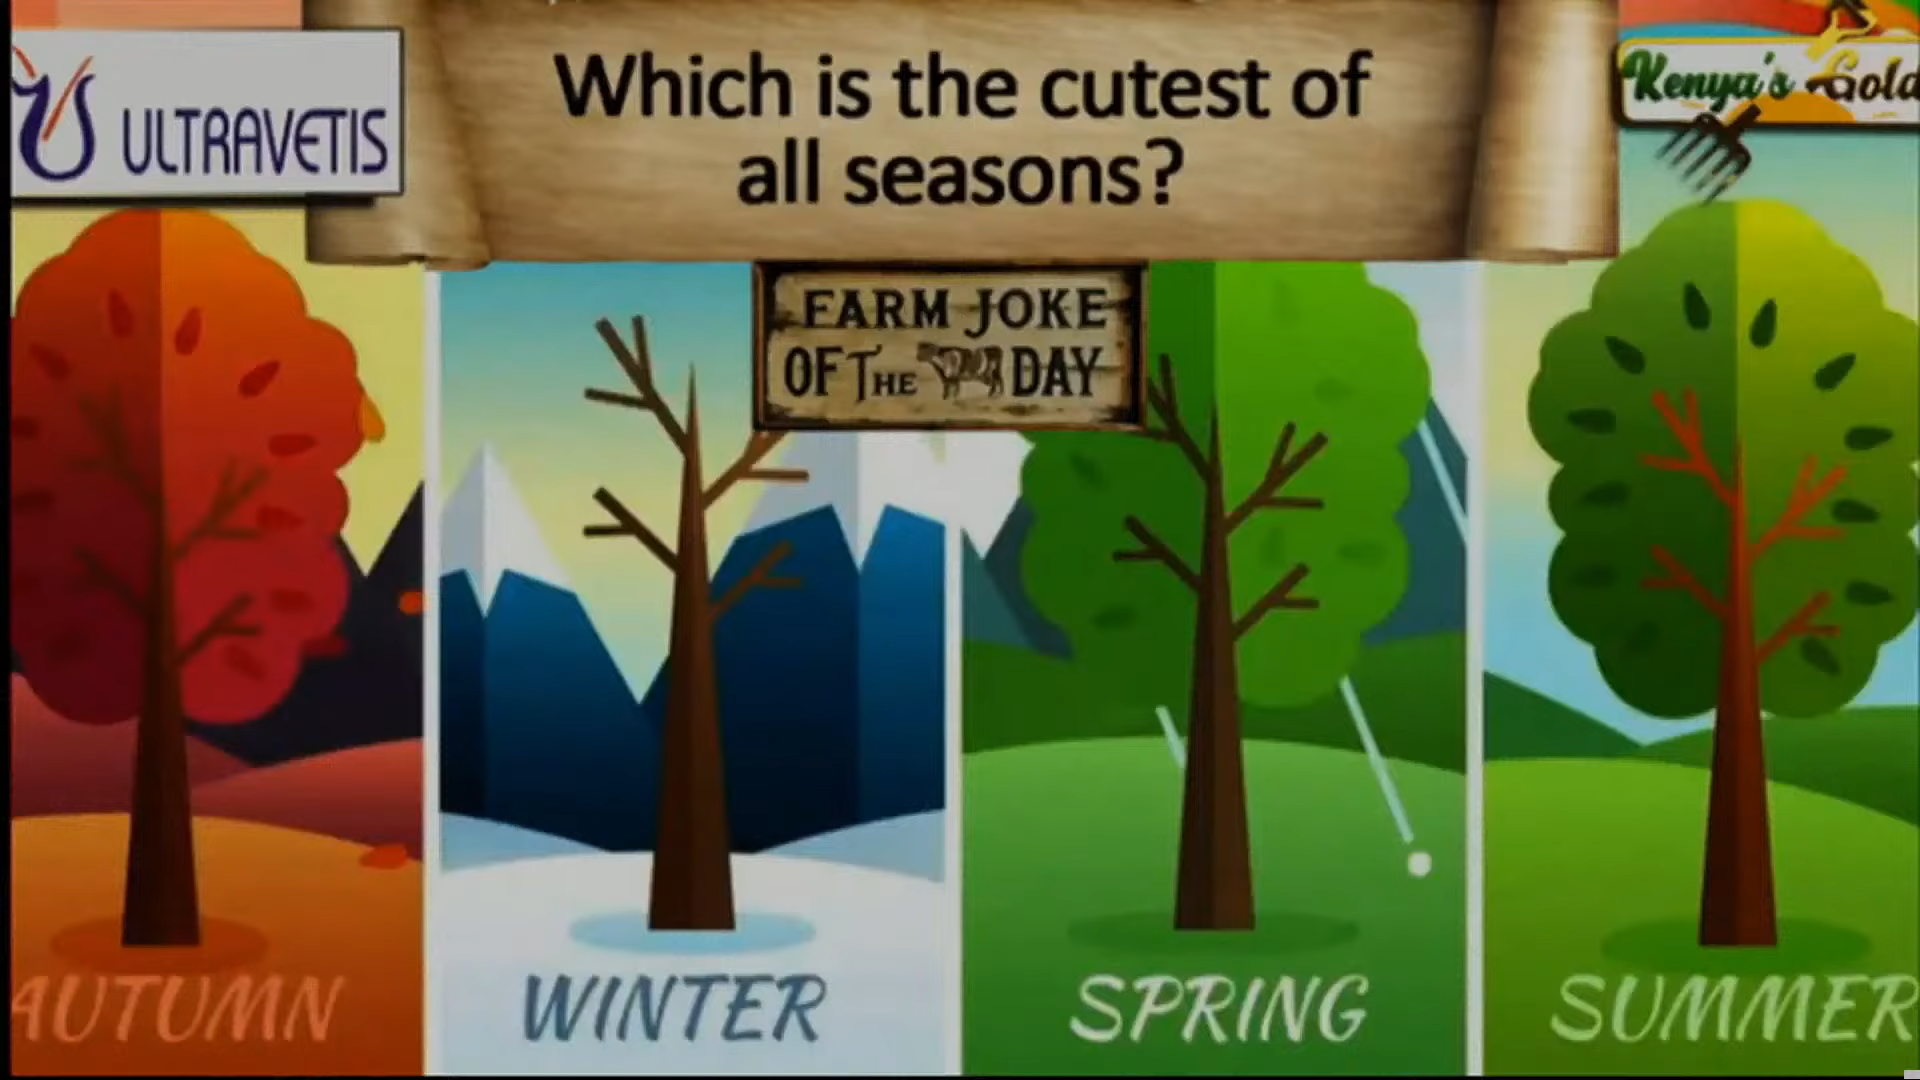 ULTRAVETIS
Which is the cutest of
all seasons?
Kenya's Gold
FARM JOKE
OF THE DAY
AUTUMN
WINTER
SPRING
SUMMER